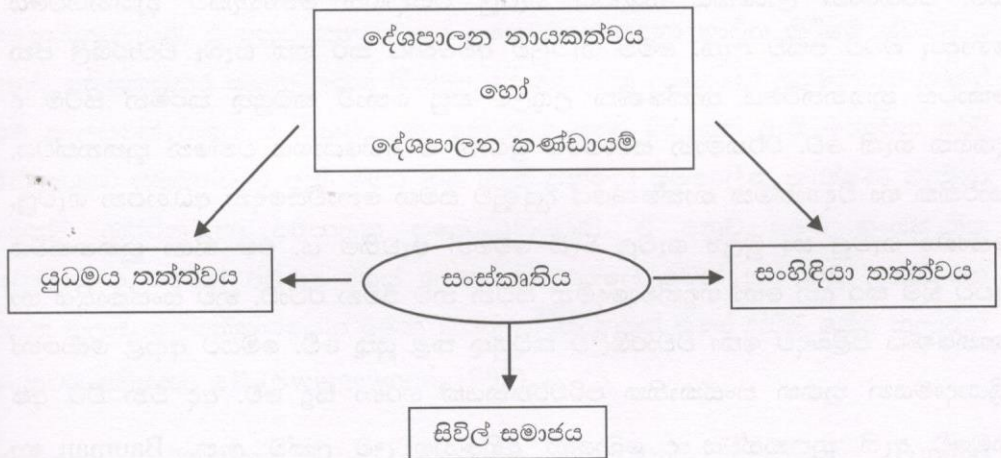 දේශපාලන නායකත්වය
හෝ
දේශපාලන කණ්ඩායම්
යුධමය තත්ත්වය
සංස්කෘතිය
සංහිඳියා තත්ත්වය
සිවිල් සමාජය